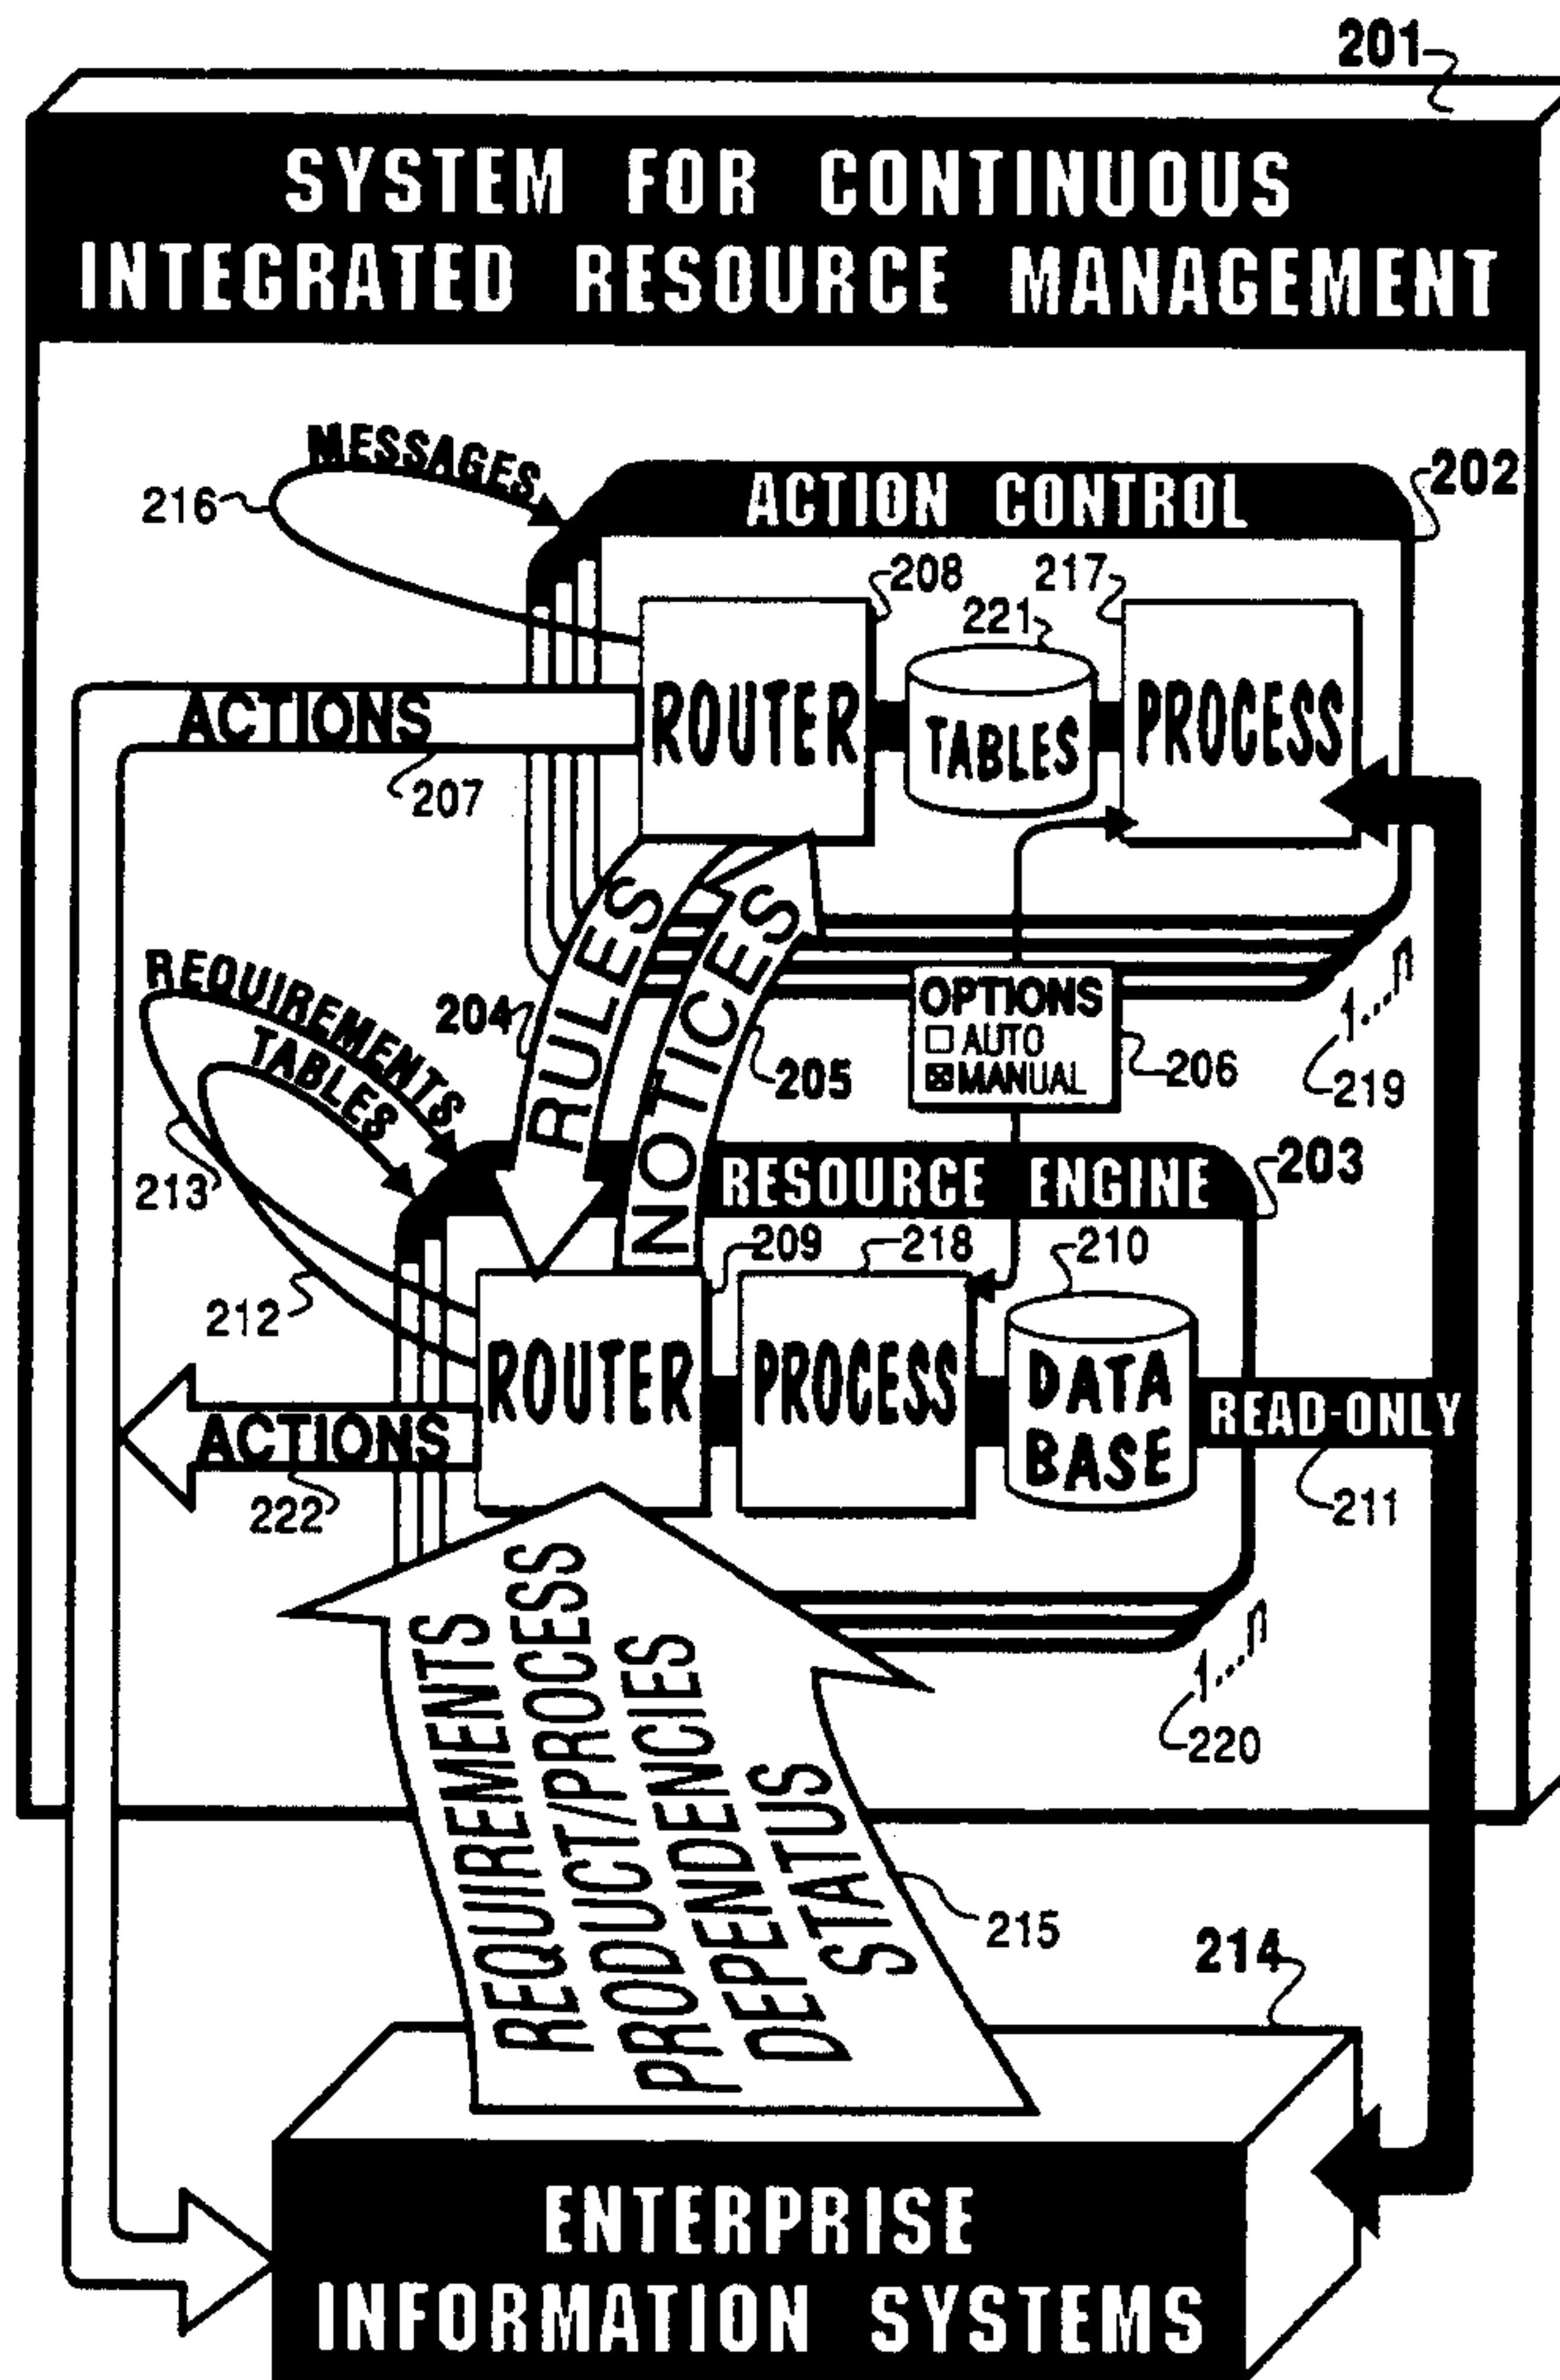 201
SYSTEM FOR CONTINUOUS
INTEGRATED RESOURCE MANAGEMENT
MESSAGES
216
ACTION CONTROL
202
208
217
221
ROUTER
TABLES
PROCESS
ACTIONS
207
RULES
NOTICES
204
205
OPTIONS
AUTO
MANUAL
206
1
219
REQUIREMENTS
TABLES
213
212
RESOURCE ENGINE
203
209
218
210
ROUTER
PROCESS
DATA
BASE
READ-ONLY
211
ACTIONS
222
1
220
REQUIREMENTS
PRODUCT/PROCESS
DEPENDENCIES
STATUS
215
214
ENTERPRISE
INFORMATION SYSTEMS